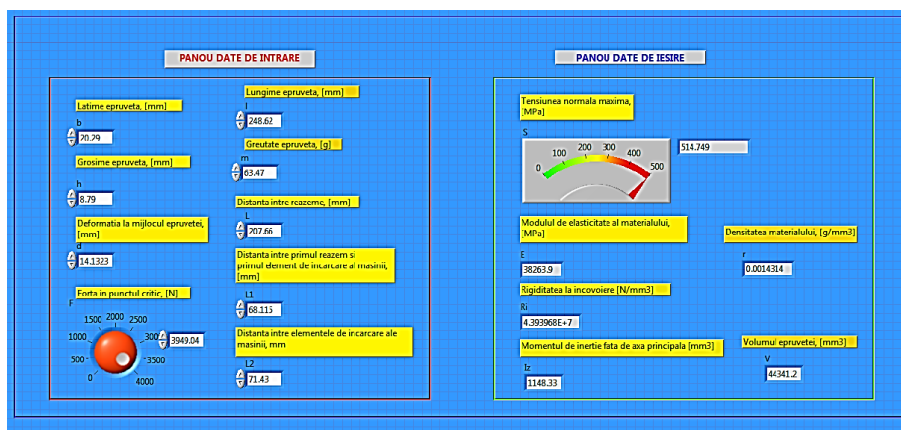 PANOU DATE DE INTRARE
Latime epruveta, [mm]
b
20.29
Grosime epruveta, [mm]
h
8.79
Deformatia la mijlocul epruvetei,
[mm]
d
14.1323
Forta in punctul critic, [N]
F
0
500
1000
1500
2000
2500
300
3500
4000
3949.04
Lungime epruveta, [mm]
l
248.62
Greutate epruveta, [g]
m
63.47
Distanta intre reazeme, [mm]
L
207.66
Distanta intre primul reazem si
primul element de incarcare al masinii,
[mm]
L1
68.115
Distanta intre elementele de incarcare ale
masinii, mm
L2
71.43
PANOU DATE DE IESIRE
Tensiunea normala maxima,
[MPa]
S
0
100
200
300
400
500
514.749
Modulul de elasticitate al materialului,
[MPa]
E
38263.9
Rigiditatea la incovoiere [N/mm3]
Ri
4.393968E+7
Momentul de inertie fata de axa principala [mm3]
Iz
1148.33
Densitatea materialului, [g/mm3]
r
0.0014314
Volumul epruvetei, [mm3]
V
44341.2